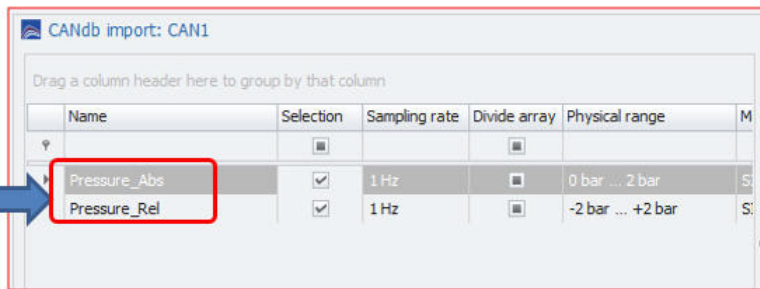 CANdb import: CAN1
Drag a column header here to group by that column
Name Selection Sampling rate Divide array Physical range M
Pressure_Abs 1 Hz 0 bar ... 2 bar
Pressure_Rel 1 Hz -2 bar ... +2 bar